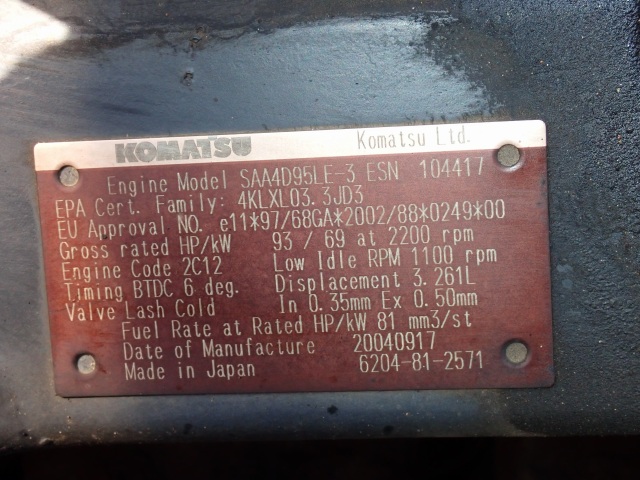 KOMATSU Komatsu Ltd.
Engine Model SAA4D95LE-3 ESN 104417
EPA Cert. Family: 4KLXL03.3JD3
EU Approval NO. e11*97/68GA*2002/88*0249*00
Gross rated HP/kW 93 / 69 at 2200 rpm
Engine Code 2C12 Low Idle RPM 1100 rpm
Timing BTDC 6 deg. Displacement 3.261L
Valve Lash Cold In 0.35mm Ex 0.50mm
Fuel Rate at Rated HP/kW 81 mm3/st
Date of Manufacture 20040917
Made in Japan 6204-81-2571